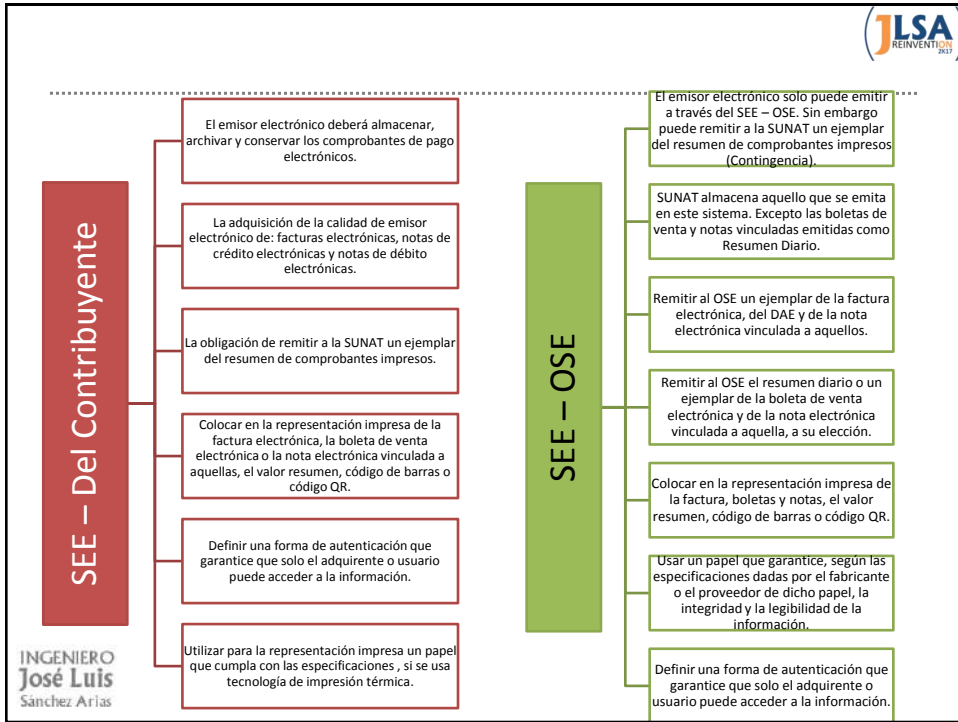 JLSA
REINVENTION
2K17
SEE – Del Contribuyente
El emisor electrónico deberá almacenar,
archivar y conservar los comprobantes de pago
electrónicos.
La adquisición de la calidad de emisor
electrónico de: facturas electrónicas, notas de
crédito electrónicas y notas de débito
electrónicas.
La obligación de remitir a la SUNAT un ejemplar
del resumen de comprobantes impresos.
Colocar en la representación impresa de la
factura electrónica, la boleta de venta
electrónica o la nota electrónica vinculada a
aquellas, el valor resumen, código de barras o
código QR.
Definir una forma de autenticación que
garantice que solo el adquirente o usuario
puede acceder a la información.
Utilizar para la representación impresa un papel
que cumpla con las especificaciones , si se usa
tecnología de impresión térmica.
SEE – OSE
El emisor electrónico solo puede emitir
a través del SEE – OSE. Sin embargo
puede remitir a la SUNAT un ejemplar
del resumen de comprobantes impresos
(Contingencia).
SUNAT almacena aquello que se emita
en este sistema. Excepto las boletas de
venta y notas vinculadas emitidas como
Resumen Diario.
Remitir al OSE un ejemplar de la factura
electrónica, del DAE y de la nota
electrónica vinculada a aquellos.
Remitir al OSE el resumen diario o un
ejemplar de la boleta de venta
electrónica y de la nota electrónica
vinculada a aquella, a su elección.
Colocar en la representación impresa de
la factura, boletas y notas, el valor
resumen, código de barras o código QR.
Usar un papel que garantice, según las
especificaciones dadas por el fabricante
o el proveedor de dicho papel, la
integridad y la legibilidad de la
información.
Definir una forma de autenticación que
garantice que solo el adquirente o
usuario puede acceder a la información.
INGENIERO
José Luis
Sánchez Arias